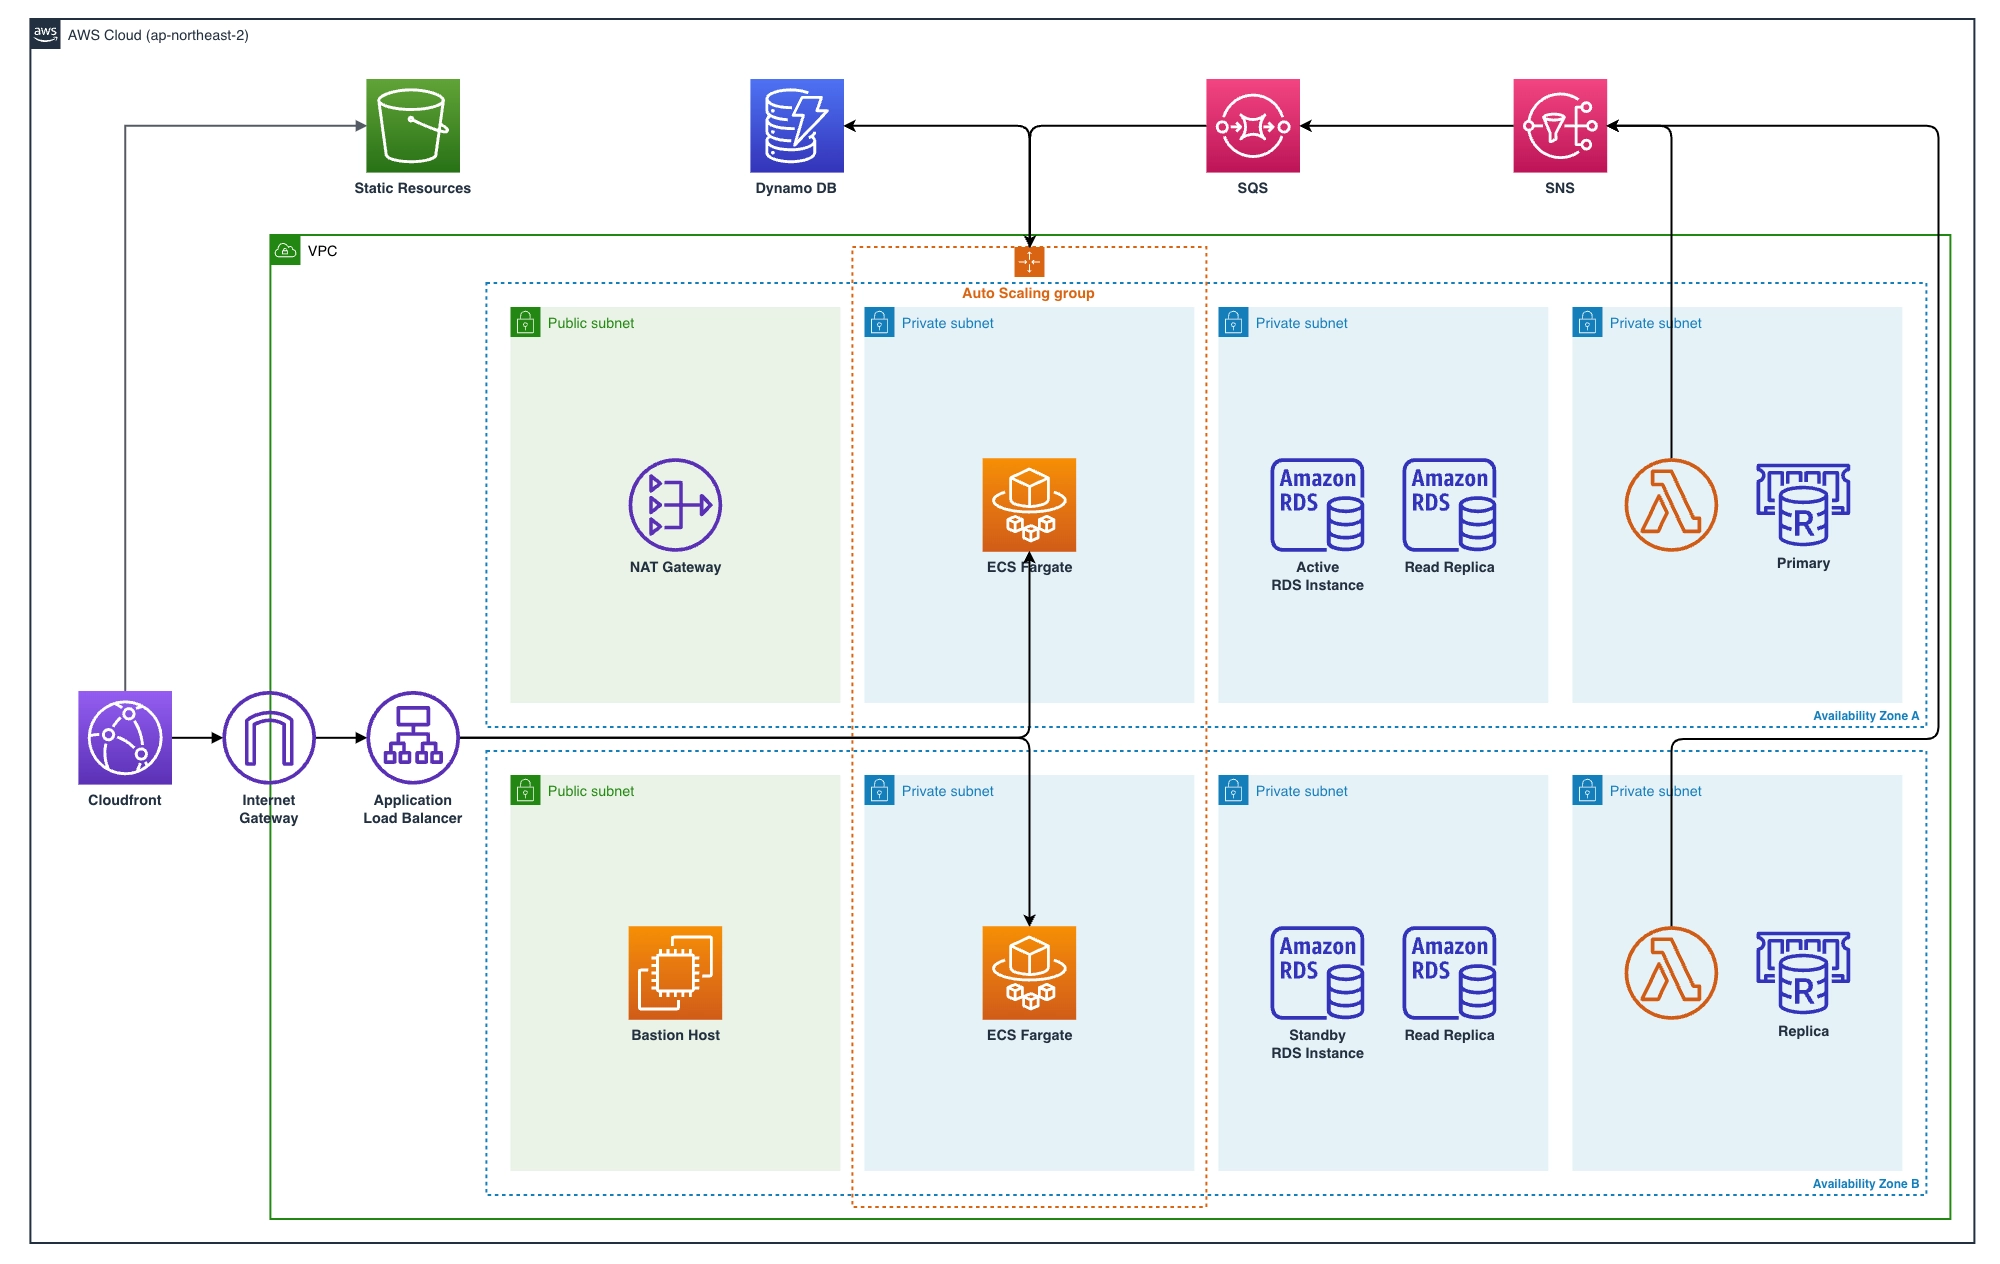 aws
AWS Cloud (ap-northeast-2)
Static Resources
Dynamo DB
SQS
SNS
VPC
Auto Scaling group
Public subnet
Private subnet
Private subnet
Private subnet
Amazon
RDS
Amazon
RDS
R
NAT Gateway
ECS Fargate
Active
RDS Instance
Read Replica
Primary
Availability Zone A
Cloudfront
Internet
Gateway
Application
Load Balancer
Public subnet
Private subnet
Private subnet
Private subnet
Amazon
RDS
Amazon
RDS
R
Bastion Host
ECS Fargate
Standby
RDS Instance
Read Replica
Replica
Availability Zone B